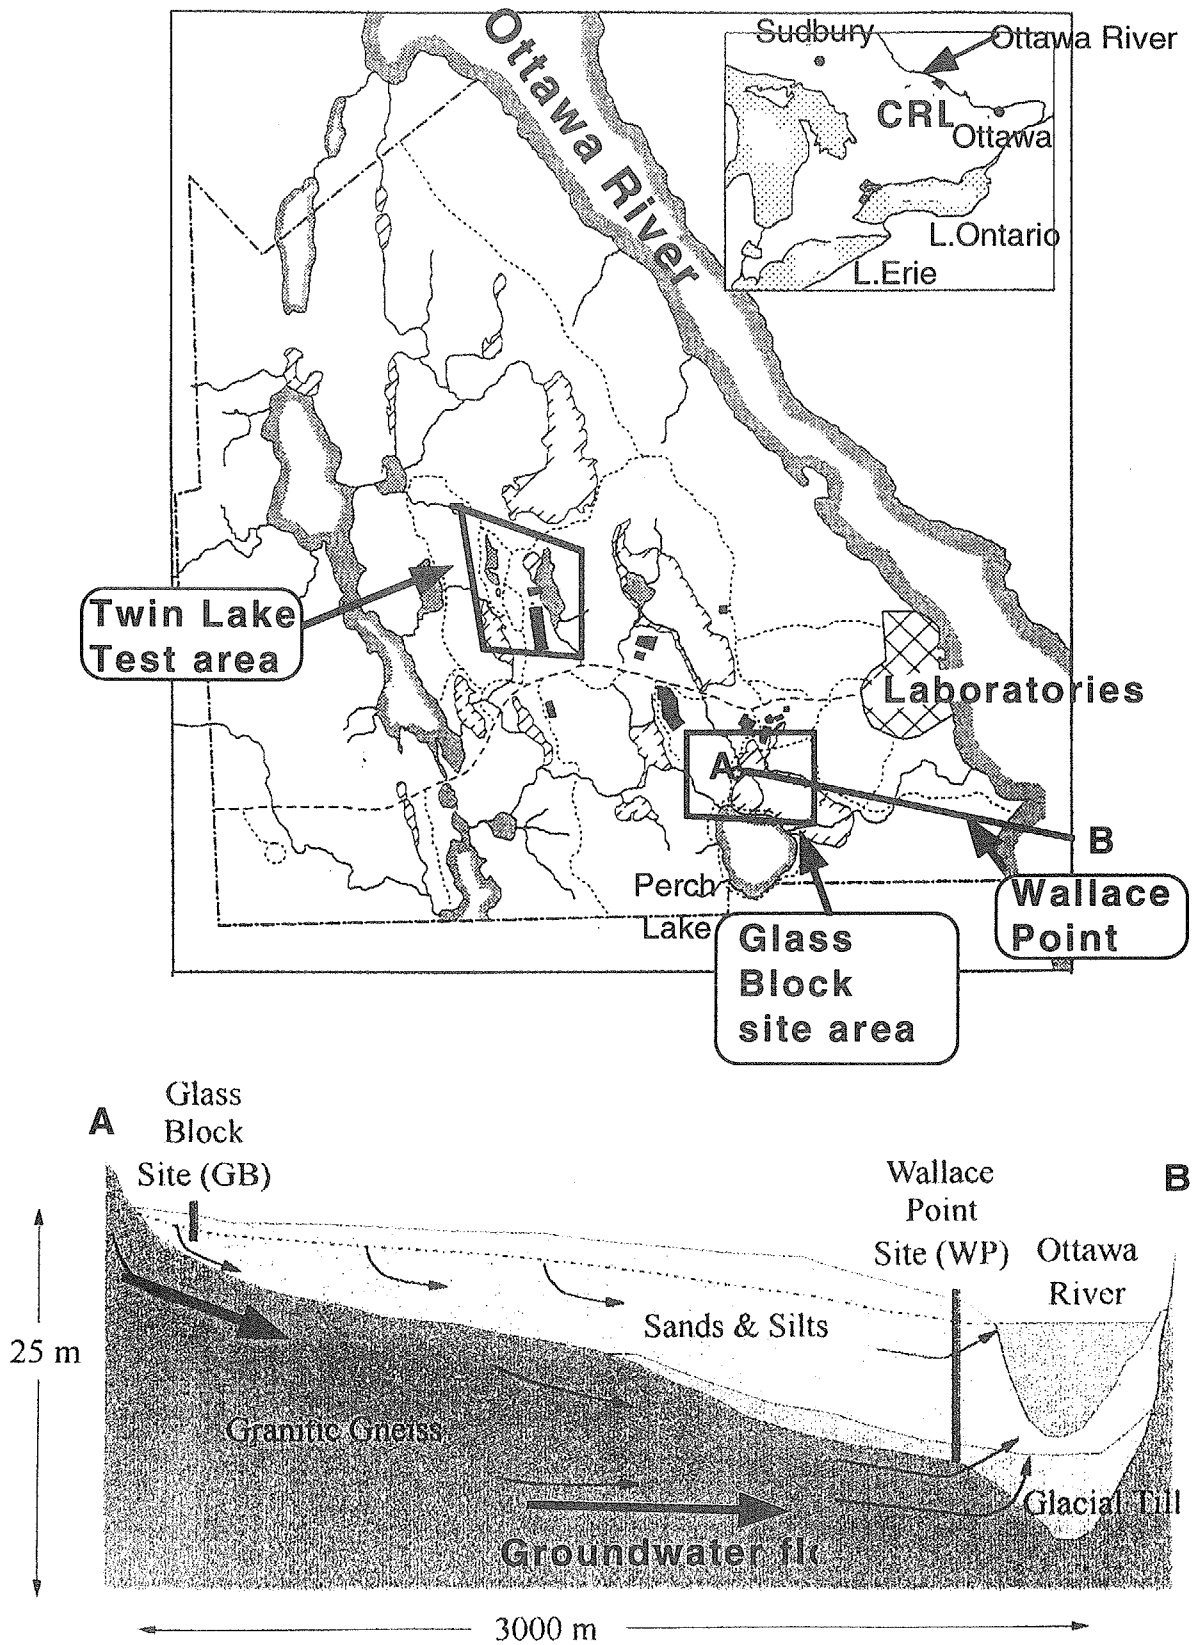 Ottawa River
Sudbury
Ottawa River
CRL
Ottawa
L.Ontario
L.Erie
Twin Lake
Test area
Laboratories
A
B
Perch
Lake
Wallace
Point
Glass
Block
site area
A
Glass
Block
Site (GB)
Wallace
Point
Site (WP)
B
Ottawa
River
25 m
Sands & Silts
Granitic Gneiss
Glacial Till
Groundwater
3000 m